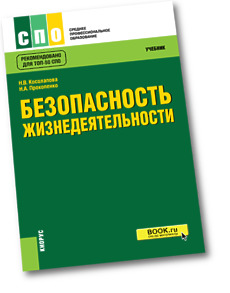 СПО
СРЕДНЕЕ
ПРОФЕССИОНАЛЬНОЕ
ОБРАЗОВАНИЕ
РЕКОМЕНДОВАНО
ДЛЯ ТОП-50 СПО
УЧЕБНИК
Н.В. Косолапова
Н.А. Прокопенко
БЕЗОПАСНОСТЬ
ЖИЗНЕДЕЯТЕЛЬНОСТИ
BOOK.ru
КНОРУС